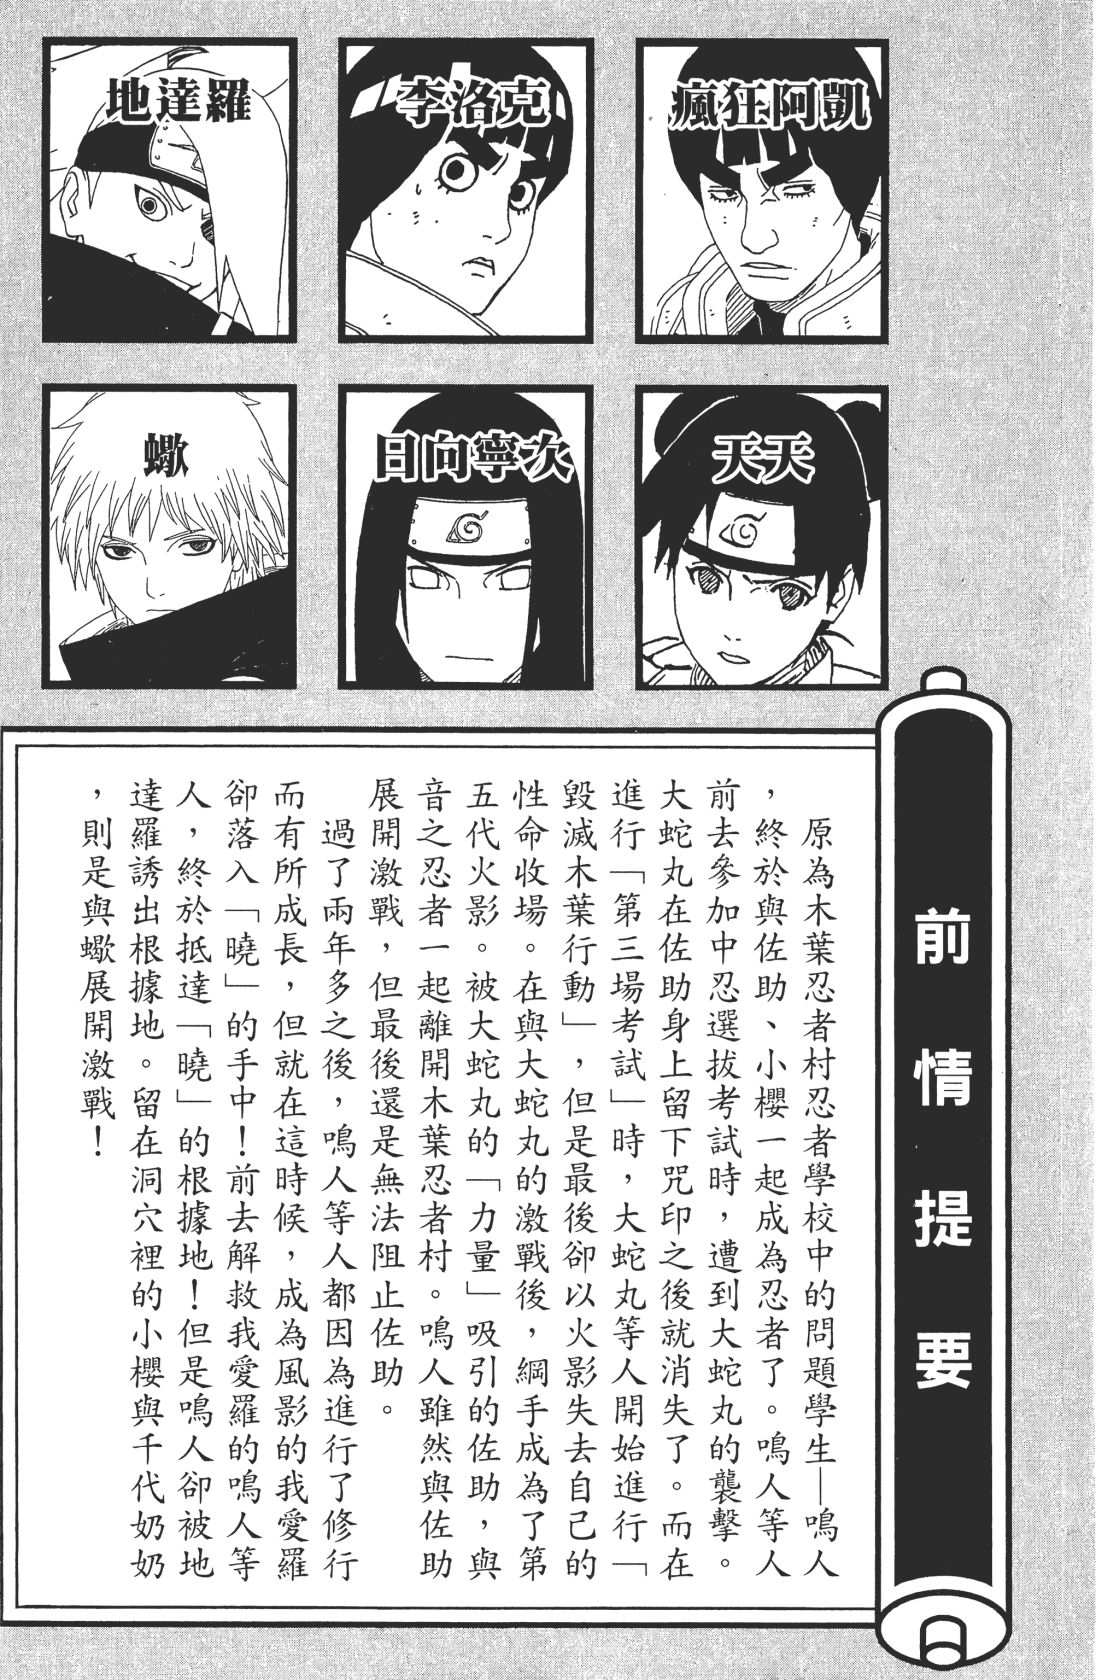 瘋狂阿凱
李洛克
地達羅
天天
日向寧次
蠍
前情提要
原為木葉忍者村忍者學校中的問題學生—鳴人
，終於與佐助、小櫻一起成為忍者了。鳴人等人
前去參加中忍選拔考試時，遭到大蛇丸的襲擊。
大蛇丸在佐助身上留下咒印之後就消失了。而在
進行「第三場考試」時，大蛇丸等人開始進行「
毀滅木葉行動」，但是最後卻以火影失去自己的
性命收場。在與大蛇丸的激戰後，綱手成為了第
五代火影。被大蛇丸的「力量」吸引的佐助，與
音之忍者一起離開木葉忍者村。鳴人雖然與佐助
展開激戰，但最後還是無法阻止佐助。
過了兩年多之後，鳴人等人都因為進行了修行
而有所成長，但就在這時候，成為風影的我愛羅
卻落入「曉」的手中！前去解救我愛羅的鳴人等
人，終於抵達「曉」的根據地！但是鳴人卻被地
達羅誘出根據地。留在洞穴裡的小櫻與千代奶奶
，則是與蠍展開激戰！